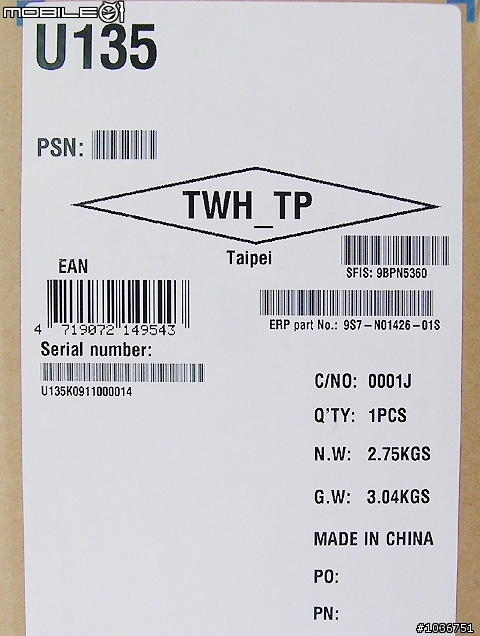 MOBILE01
U135
PSN:
TWH_TP
Taipei
EAN
SFIS: 9BPN5360
4 719072 149543
ERP part No.: 9S7-N01426-01S
Serial number:
U135K0911000014
C/NO: 0001J
Q'TY: 1PCS
N.W: 2.75KGS
G.W: 3.04KGS
MADE IN CHINA
PO:
PN:
#1036751